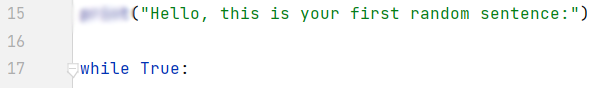 15 ("Hello, this is your first random sentence:")
16
17 while True: